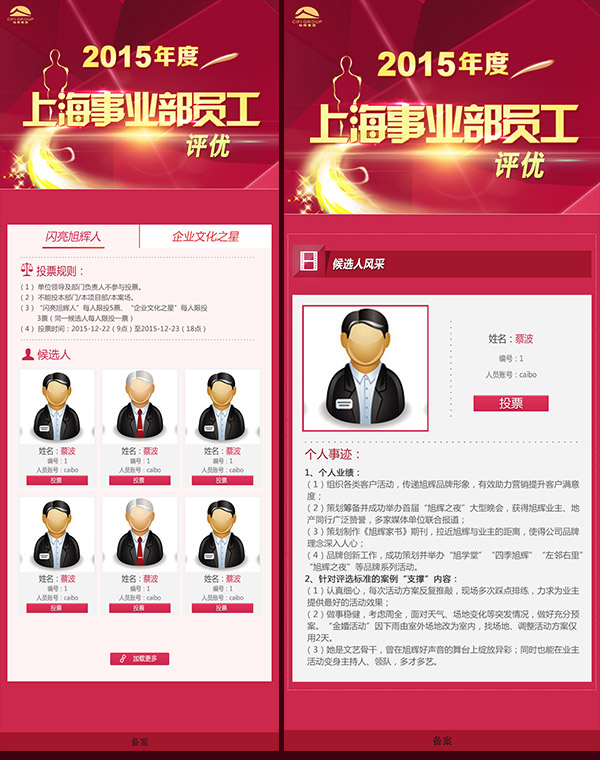 CIFI GROUP
旭辉集团
2015年度
上海事业部员工
评优
闪亮旭辉人
企业文化之星
投票规则：
（1）单位领导及部门负责人不参与投票。
（2）不能投本部门/本项目部/本案场。
（3）“闪亮旭辉人”每人限投5票、“企业文化之星”每人限投
3票（同一候选人每人限投一票）
（4）投票时间：2015-12-22（9点）至2015-12-23（18点）
候选人
姓名：蔡波
编号：1
人员账号：caibo
投票
姓名：蔡波
编号：1
人员账号：caibo
投票
姓名：蔡波
编号：1
人员账号：caibo
投票
姓名：蔡波
编号：1
人员账号：caibo
投票
姓名：蔡波
编号：1
人员账号：caibo
投票
姓名：蔡波
编号：1
人员账号：caibo
投票
加载更多
备案
CIFI GROUP
旭辉集团
2015年度
上海事业部员工
评优
候选人风采
姓名：蔡波
编号：1
人员账号：caibo
投票
个人事迹：
1、个人业绩：
（1）组织各类客户活动，传递旭辉品牌形象，有效助力营销提升客户满意
度；
（2）策划筹备并成功举办首届“旭辉之夜”大型晚会，获得旭辉业主、地
产同行广泛赞誉，多家媒体单位联合报道；
（3）策划制作《旭辉家书》期刊，拉近旭辉与业主的距离，使得公司品牌
理念深入人心；
（4）品牌创新工作，成功策划并举办“旭学堂”“四季旭辉”“左邻右里”
“旭辉之夜”等品牌系列活动。
2、针对评选标准的案例“支撑”内容：
（1）认真细心，每次活动方案反复推敲，现场多次踩点排练，力求为业主
提供最好的活动效果；
（2）做事稳健，考虑周全，面对天气、场地变化等突发情况，做好充分预
案。“金婚活动”因下雨由室外场地改为室内，找场地、调整活动方案仅
用2天。
（3）她是文艺骨干，曾在旭辉好声音的舞台上绽放异彩；同时也能在业主
活动变身主持人、领队，多才多艺。
备案